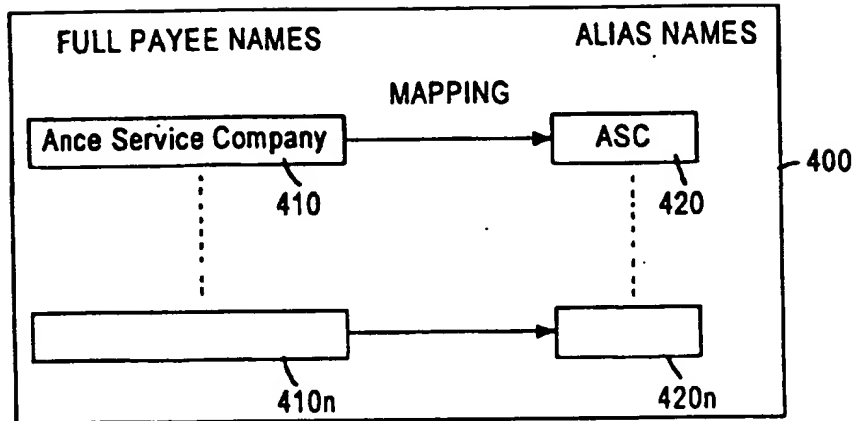 FULL PAYEE NAMES
ALIAS NAMES
MAPPING
Ance Service Company
ASC
400
410
420
410n
420n